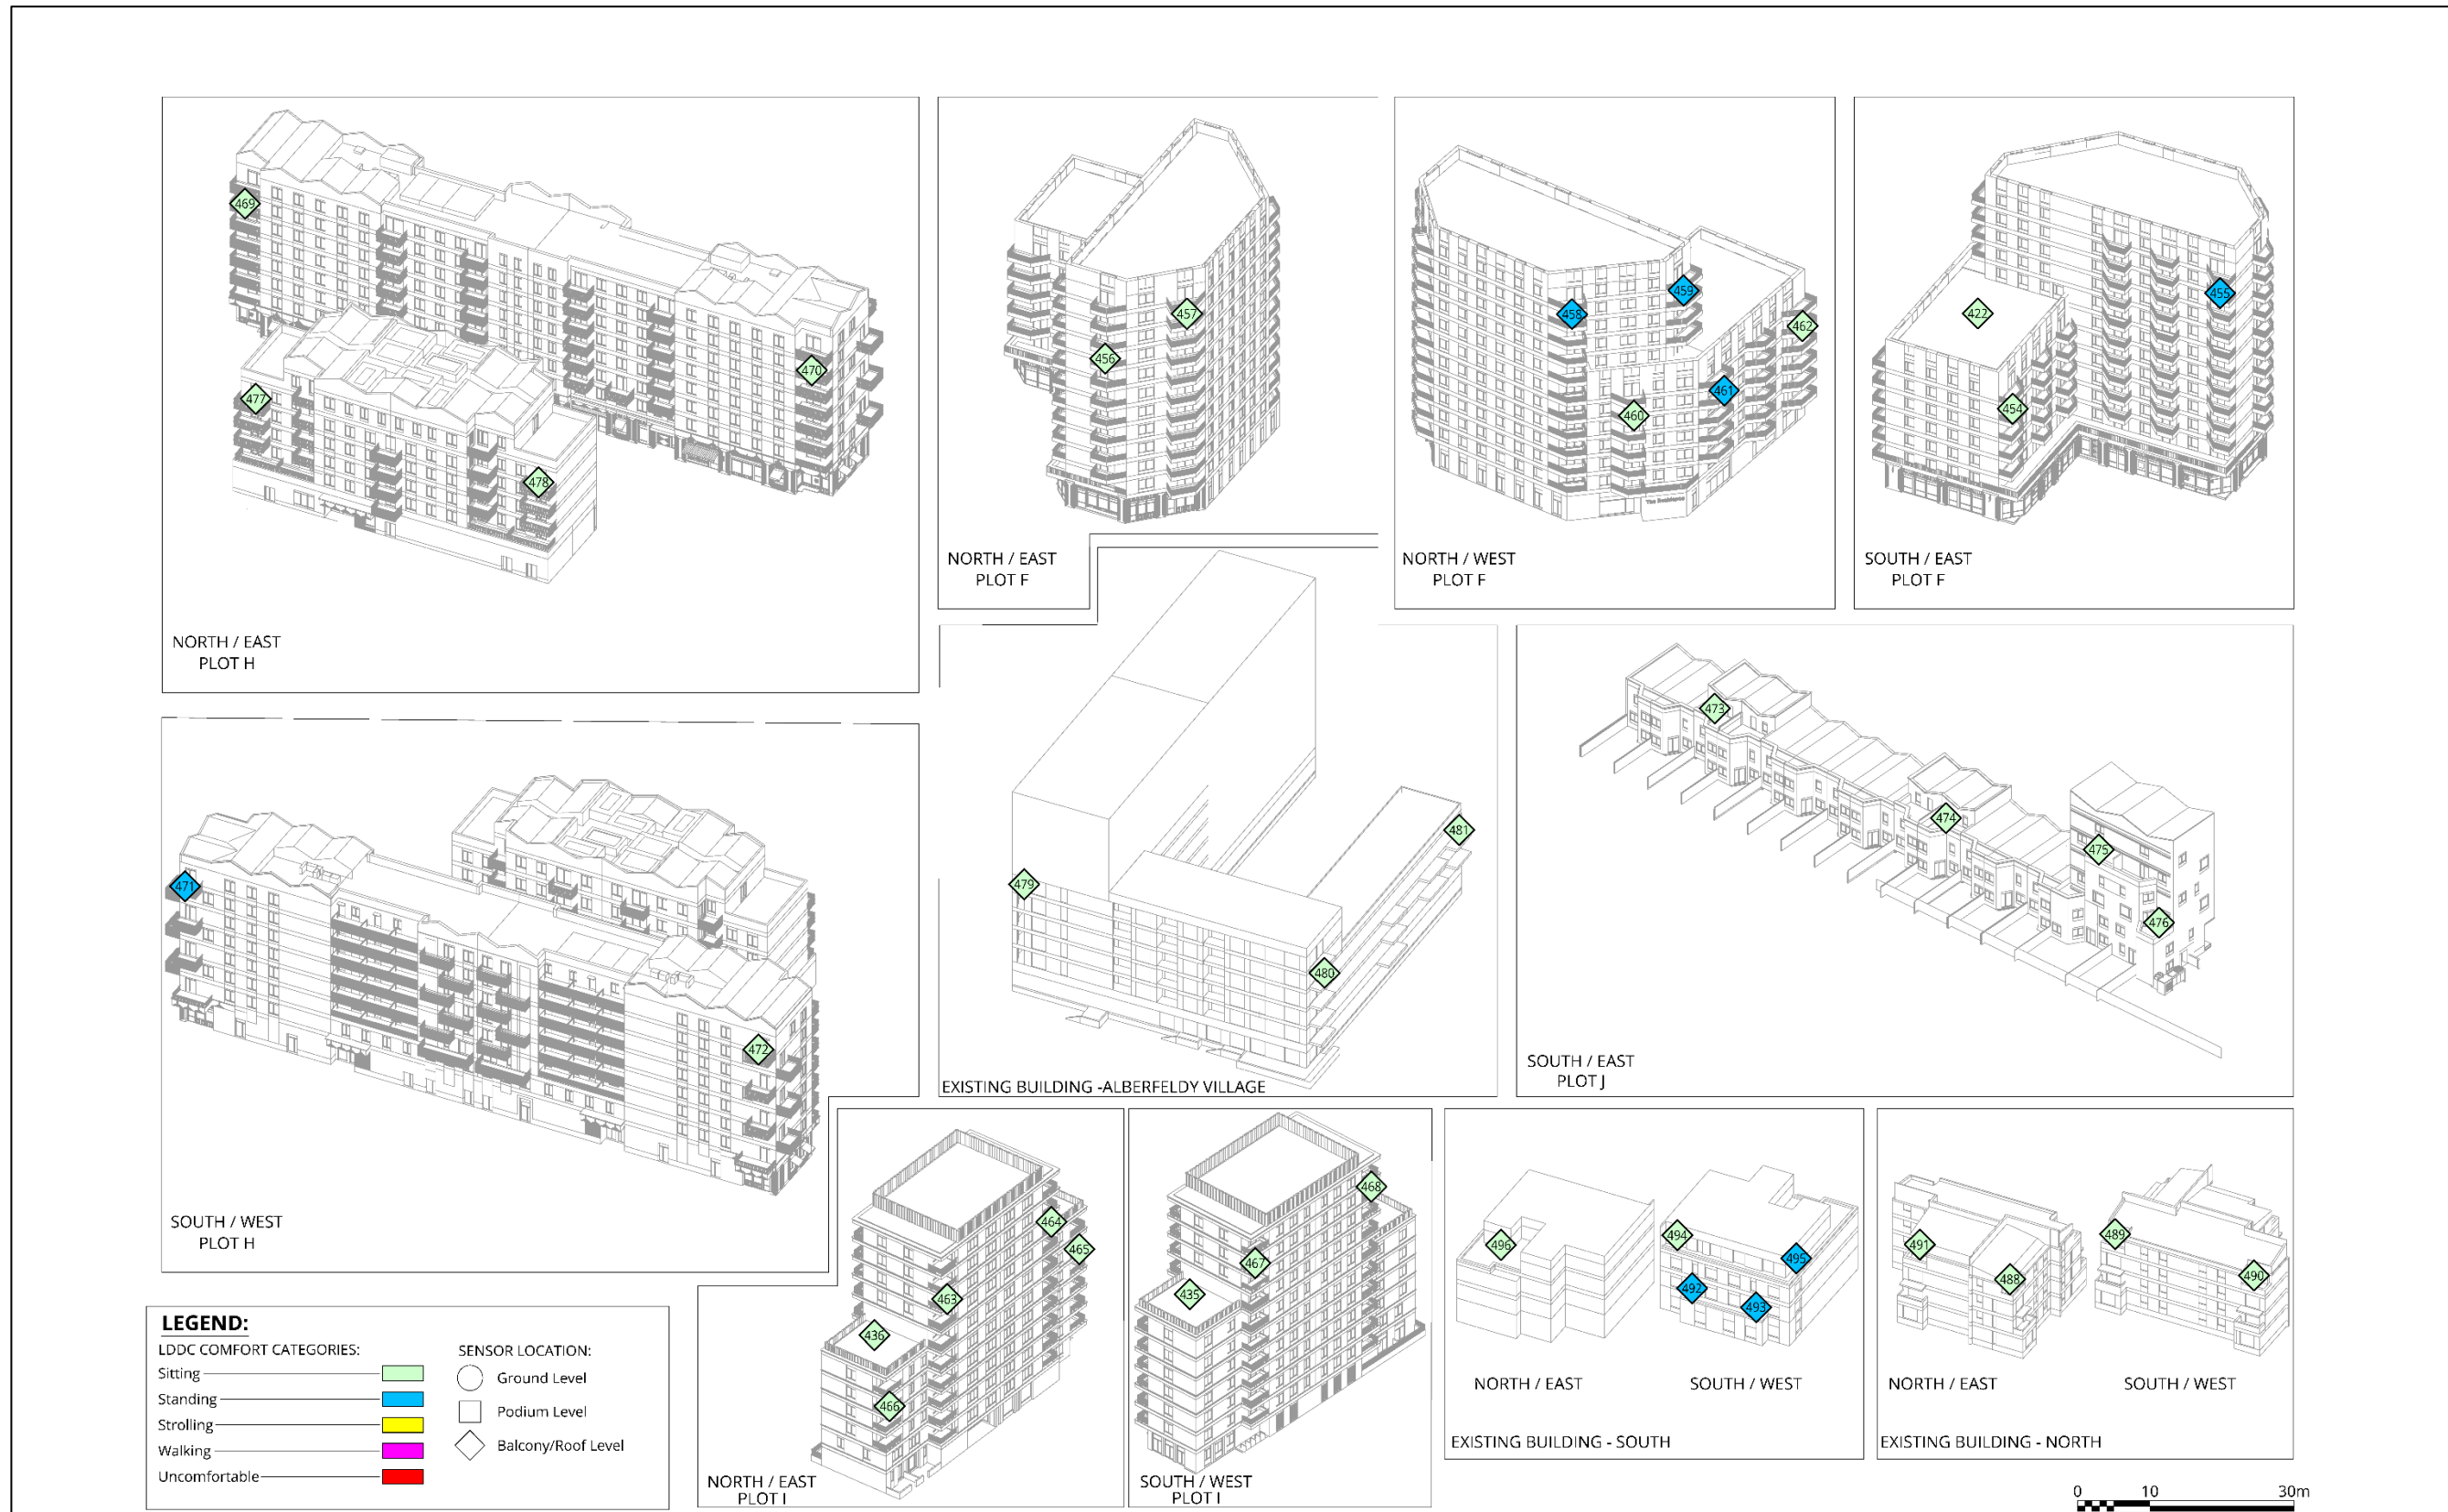 469
470
477
478
NORTH / EAST
PLOT H
457
456
NORTH / EAST
PLOT F
459
458
462
461
460
The Residence
NORTH / WEST
PLOT F
455
422
454
SOUTH / EAST
PLOT F
471
472
SOUTH / WEST
PLOT H
481
479
480
EXISTING BUILDING -ALBERFELDY VILLAGE
473
474
475
476
SOUTH / EAST
PLOT J
464
465
463
436
466
NORTH / EAST
PLOT I
468
467
435
SOUTH / WEST
PLOT I
496
494
495
492
493
NORTH / EAST
SOUTH / WEST
EXISTING BUILDING - SOUTH
491
488
489
490
NORTH / EAST
SOUTH / WEST
EXISTING BUILDING - NORTH
LEGEND:
LDDC COMFORT CATEGORIES:
Sitting
Standing
Strolling
Walking
Uncomfortable
SENSOR LOCATION:
Ground Level
Podium Level
Balcony/Roof Level
0 10 30m